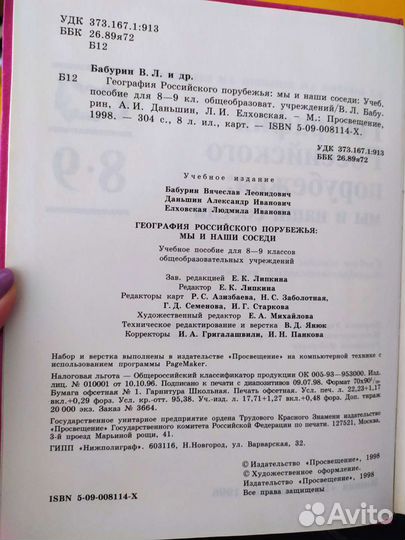 УДК 373.167.1:913
ББК 26.89я72
Б12
Бабурин В. Л. и др.
Б12 География Российского порубежья: мы и наши соседи: Учеб.
пособие для 8—9 кл. общеобразоват. учреждений/В. Л. Бабу-
рин, А. И. Даньшин, Л. И. Елховская. – М.: Просвещение,
1998. — 304 с., 8 л. ил., карт. — ISBN 5-09-008114-X.
УДК 373.167.1:913
ББК 26.89я72
Учебное издание
Бабурин Вячеслав Леонидович
Даньшин Александр Иванович
Елховская Людмила Ивановна
ГЕОГРАФИЯ РОССИЙСКОГО ПОРУБЕЖЬЯ:
МЫ И НАШИ СОСЕДИ
Учебное пособие для 8—9 классов
общеобразовательных учреждений
Зав. редакцией Е. К. Липкина
Редактор Е. К. Липкина
Редакторы карт Р. С. Азизбаева, Н. С. Заболотная,
Г. Д. Семенова, И. Г. Старкова
Художественный редактор Е. А. Михайлова
Техническое редактирование и верстка В. Д. Янюк
Корректоры И. А. Григалашвили, И. Н. Панкова
Набор и верстка выполнены в издательстве «Просвещение» на компьютерной технике с
использованием программы PageMaker.
Налоговая льгота — Общероссийский классификатор продукции ОК 005-93—953000. Изд.
лиц. № 010001 от 10.10.96. Подписано к печати с диапозитивов 09.07.98. Формат 70х90 1/16.
Бумага офсетная № 1. Гарнитура Школьная. Печать офсетная. Усл. печ. л. 22,23+1,17
вкл.+0,29 форз. Усл. кр.-отт. 95,38. Уч.-изд. л. 17,71+1,27 вкл.+0,48 форз. Доп. тираж
20 000 экз. Заказ № 3664.
Государственное унитарное предприятие ордена Трудового Красного Знамени издательство
«Просвещение» Государственного комитета Российской Федерации по печати. 127521, Москва,
3-й проезд Марьиной рощи, 41.
ГИПП «Нижполиграф». 603116, Н.Новгород, ул. Варварская, 32.
© Издательство «Просвещение», 1998
© Художественное оформление.
Издательство «Просвещение», 1998
Все права защищены
ISBN 5-09-008114-X
Avito